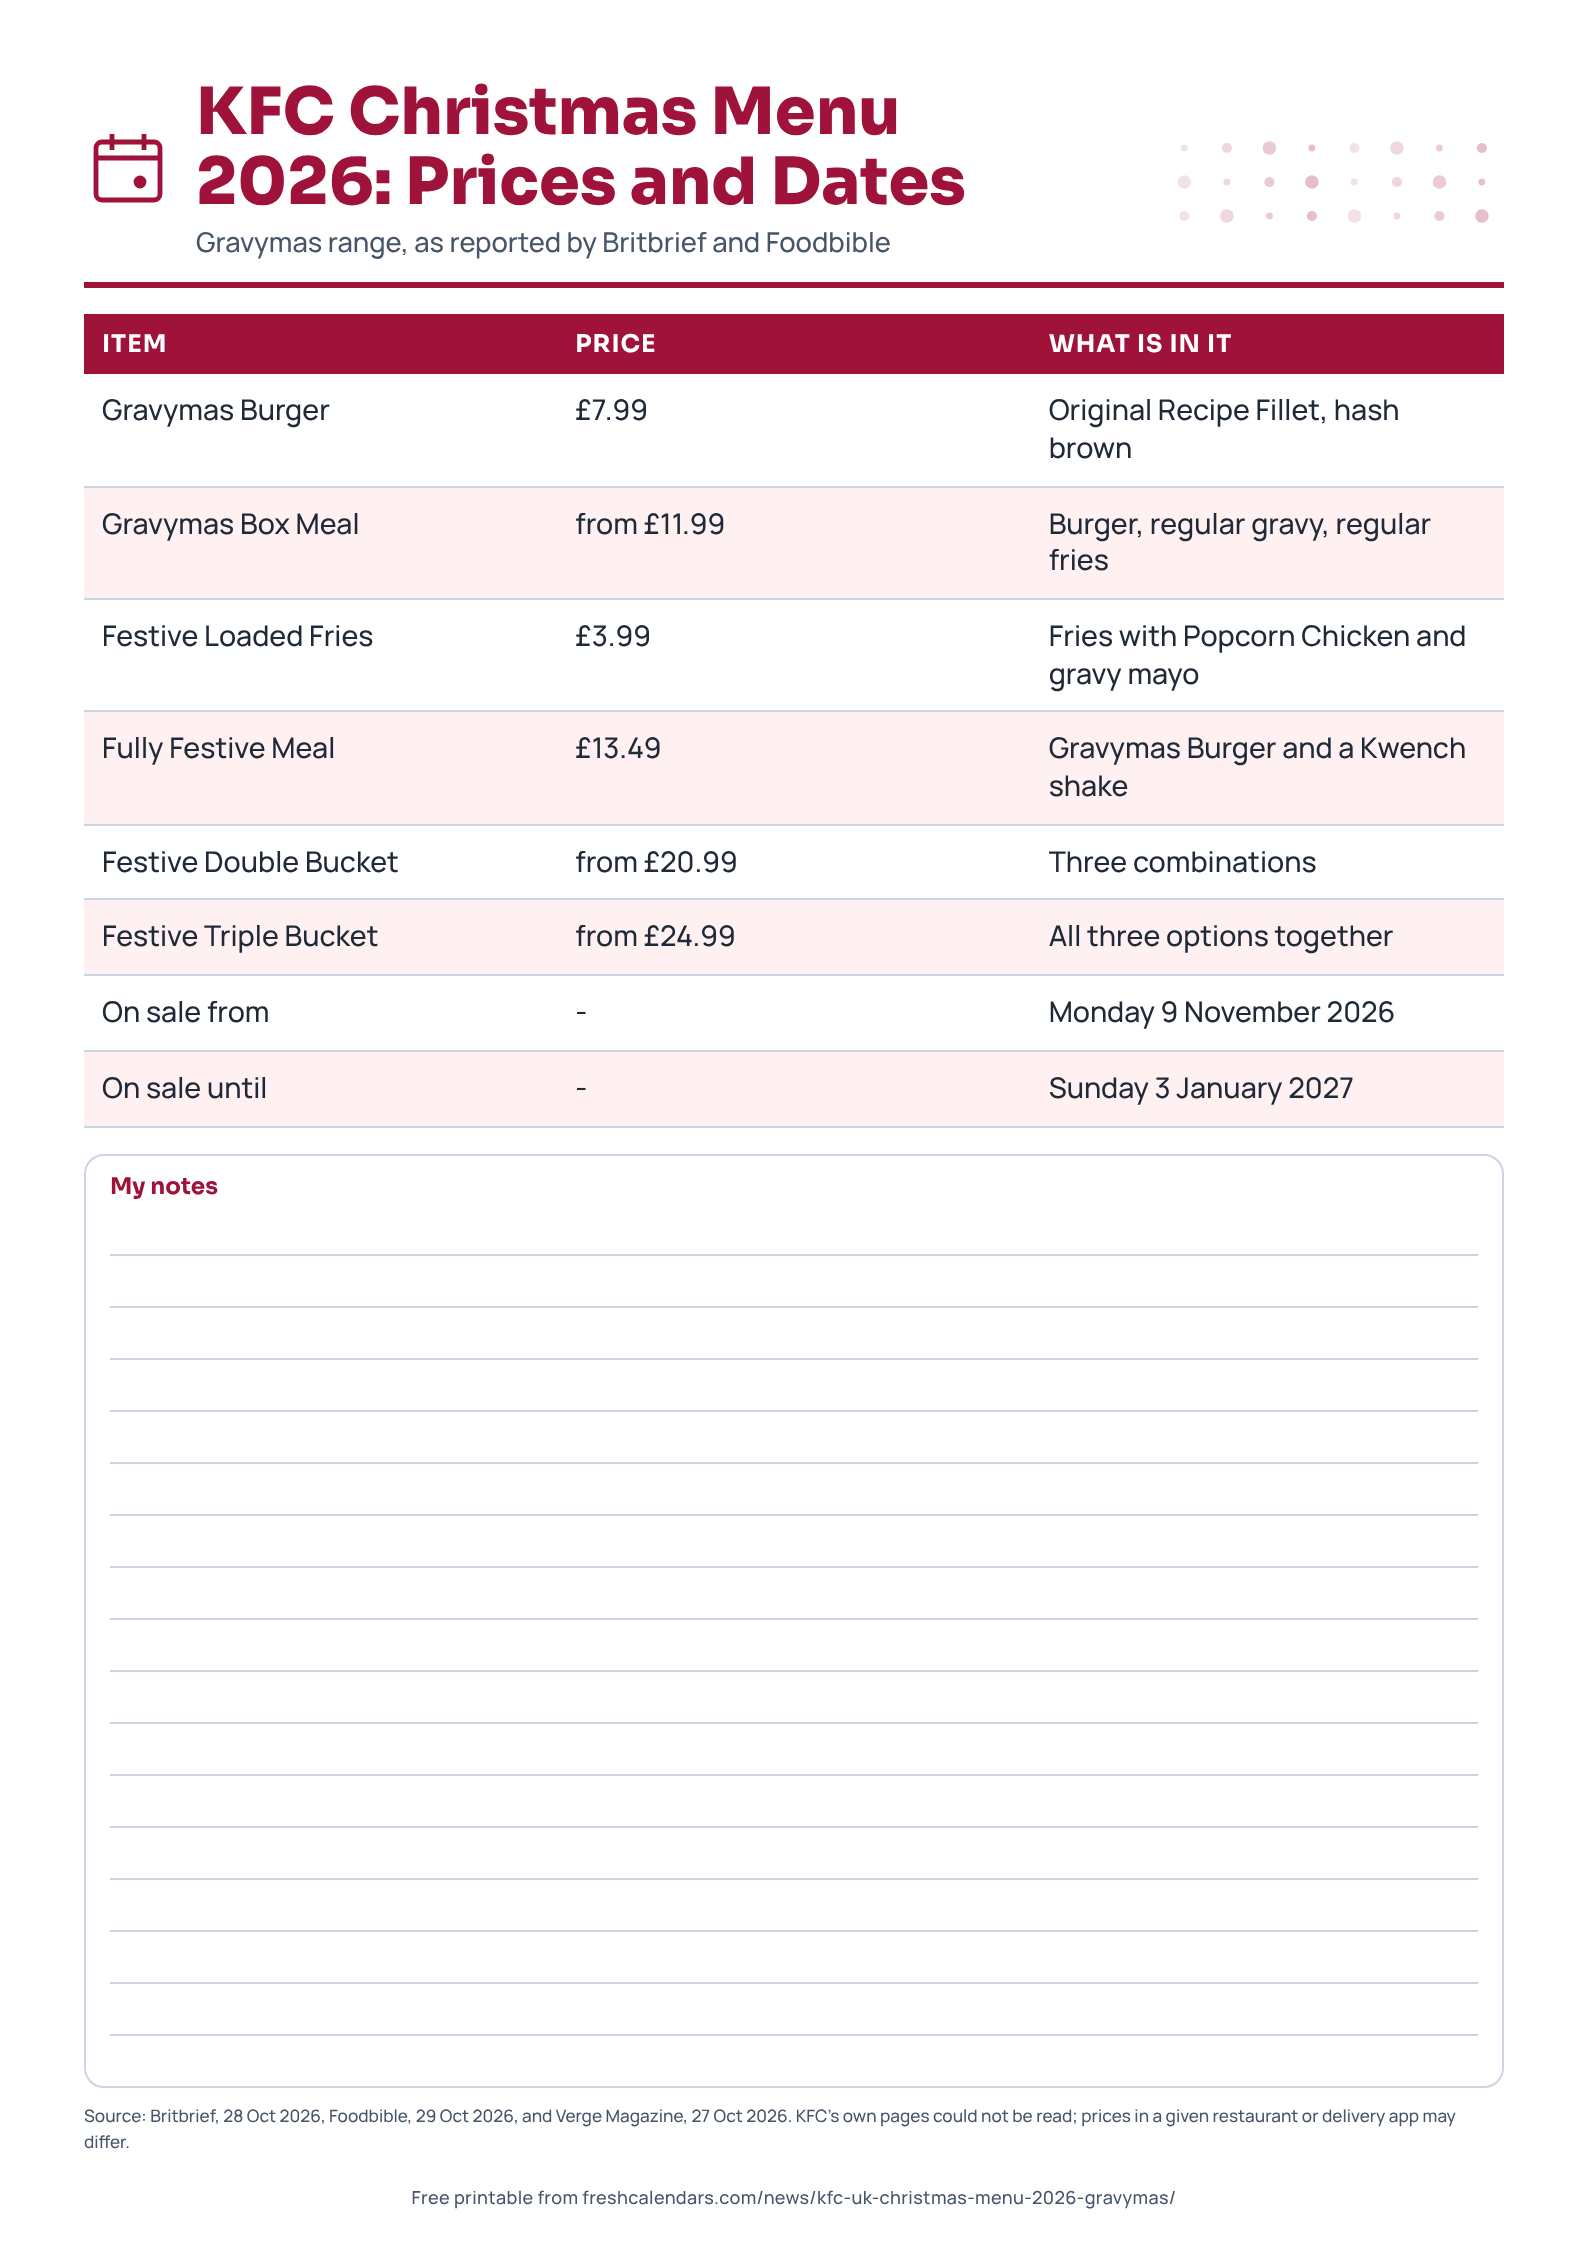 KFC Christmas Menu
2026: Prices and Dates
Gravymas range, as reported by Britbrief and Foodbible
ITEM PRICE WHAT IS IN IT
Gravymas Burger £7.99 Original Recipe Fillet, hash
brown
Gravymas Box Meal from £11.99 Burger, regular gravy, regular
fries
Festive Loaded Fries £3.99 Fries with Popcorn Chicken and
gravy mayo
Fully Festive Meal £13.49 Gravymas Burger and a Kwench
shake
Festive Double Bucket from £20.99 Three combinations
Festive Triple Bucket from £24.99 All three options together
On sale from - Monday 9 November 2026
On sale until - Sunday 3 January 2027
My notes
Source: Britbrief, 28 Oct 2026, Foodbible, 29 Oct 2026, and Verge Magazine, 27 Oct 2026. KFC's own pages could not be read; prices in a given restaurant or delivery app may
differ.
Free printable from freshcalendars.com/news/kfc-uk-christmas-menu-2026-gravymas/